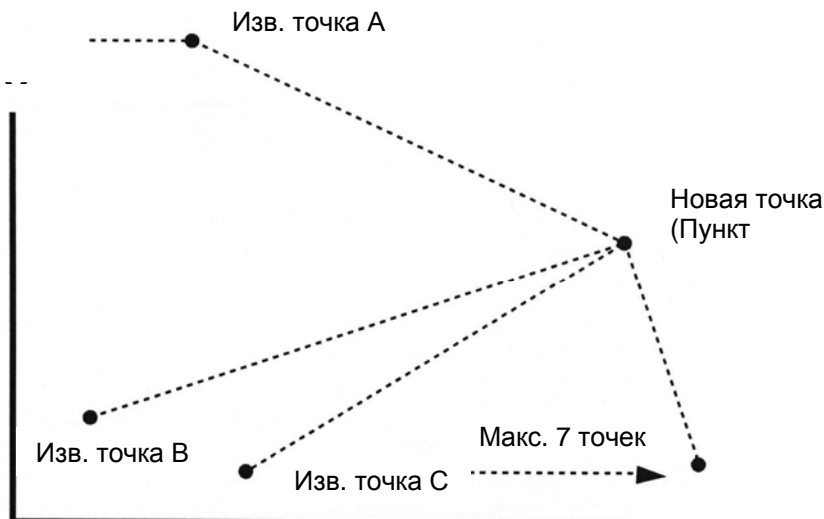 Изв. точка A
Новая точка
(Пункт
Макс. 7 точек
Изв. точка B
Изв. точка C